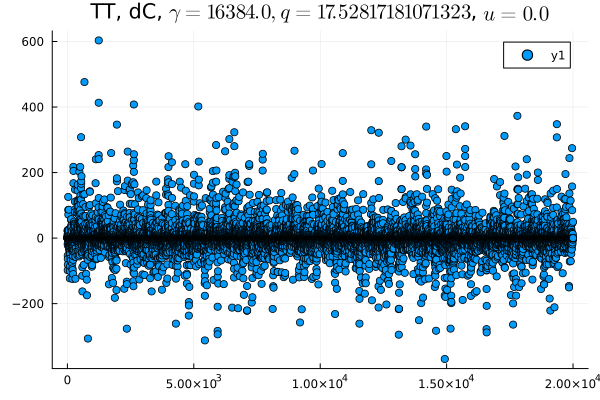 TT, dC, γ = 16384.0, q = 17.52817181071323, u = 0.0
y1
600
400
200
0
−200
0 5.00×10³ 1.00×10⁴ 1.50×10⁴ 2.00×10⁴